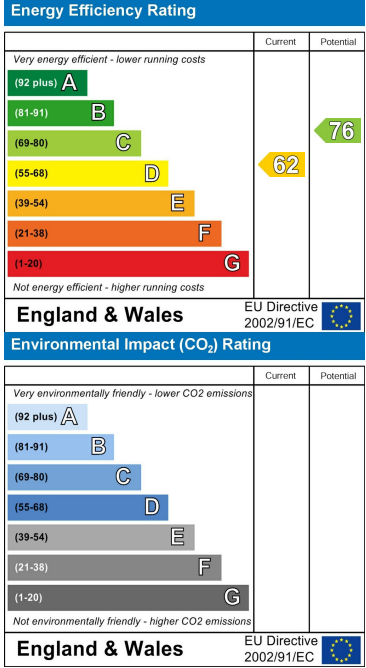 Energy Efficiency Rating
Current Potential
Very energy efficient - lower running costs
(92 plus) A
(81-91) B
(69-80) C
(55-68) D
(39-54) E
(21-38) F
(1-20) G
76
62
Not energy efficient - higher running costs
England & Wales
EU Directive
2002/91/EC
Environmental Impact (CO₂) Rating
Current Potential
Very environmentally friendly - lower CO2 emissions
(92 plus) A
(81-91) B
(69-80) C
(55-68) D
(39-54) E
(21-38) F
(1-20) G
Not environmentally friendly - higher CO2 emissions
England & Wales
EU Directive
2002/91/EC